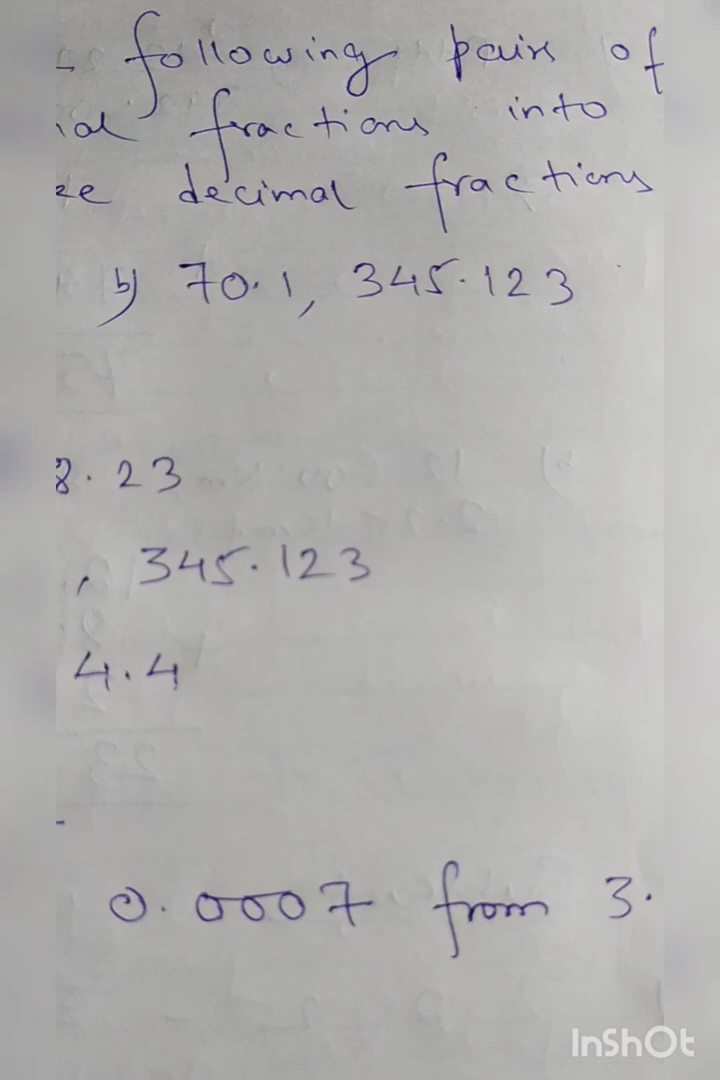 following pairs of
fractions into
decimal fractions
b) 70.1, 345.123
.23
, 345.123
4.4
-
0.0007 from 3.
InShOt